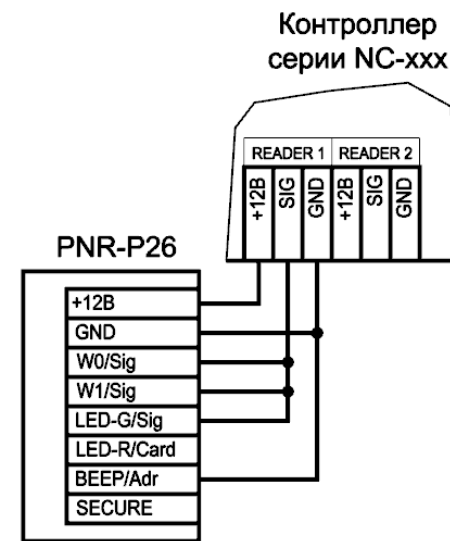 Контроллер
серии NC-xxx
READER 1 READER 2
+12В SIG GND +12В SIG GND
PNR-P26
+12В
GND
W0/Sig
W1/Sig
LED-G/Sig
LED-R/Card
BEEP/Adr
SECURE